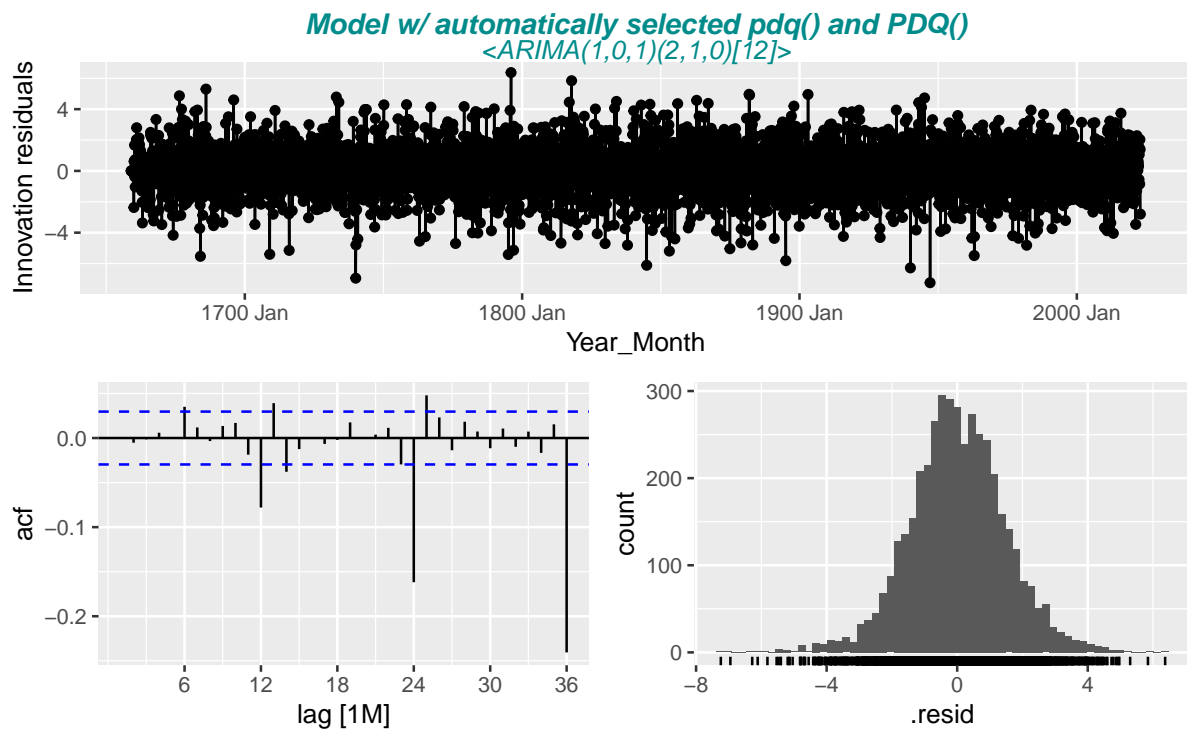 Model w/ automatically selected pdq() and PDQ()
<ARIMA(1,0,1)(2,1,0)[12]>
Innovation residuals
4
0
−4
1700 Jan 1800 Jan 1900 Jan 2000 Jan
Year_Month
acf
0.0
−0.1
−0.2
6 12 18 24 30 36
lag [1M]
count
300
200
100
0
−8 −4 0 4
.resid